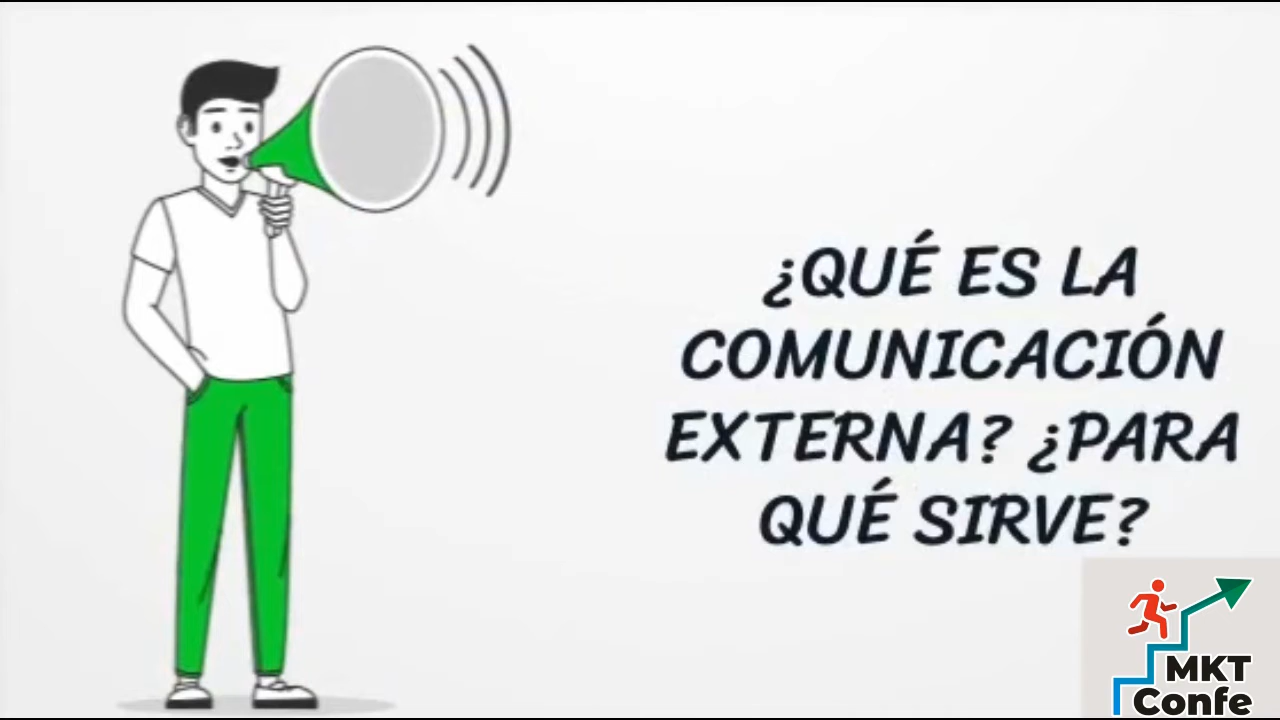 ¿QUÉ ES LA
COMUNICACIÓN
EXTERNA? ¿PARA
QUÉ SIRVE?
MKT
Confe